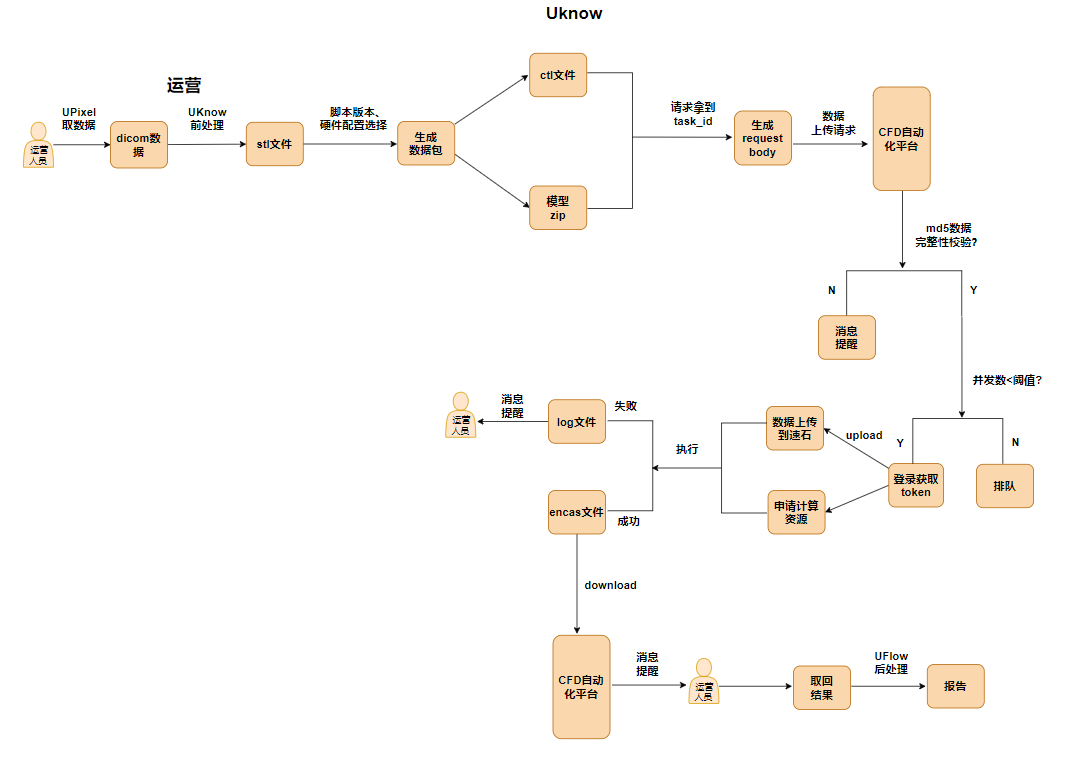 Uknow
运营
运营
人员
UPixel
取数据
dicom数
据
UKnow
前处理
stl文件
脚本版本、
硬件配置选择
生成
数据包
ctl文件
模型
zip
请求拿到
task_id
生成
request
body
数据
上传请求
CFD自动
化平台
md5数据
完整性校验?
N
Y
消息
提醒
并发数<阈值?
Y
N
排队
登录获取
token
upload
数据上传
到速石
申请计算
资源
执行
失败
成功
log文件
消息
提醒
运营
人员
encas文件
download
CFD自动
化平台
消息
提醒
运营
人员
取回
结果
UFlow
后处理
报告